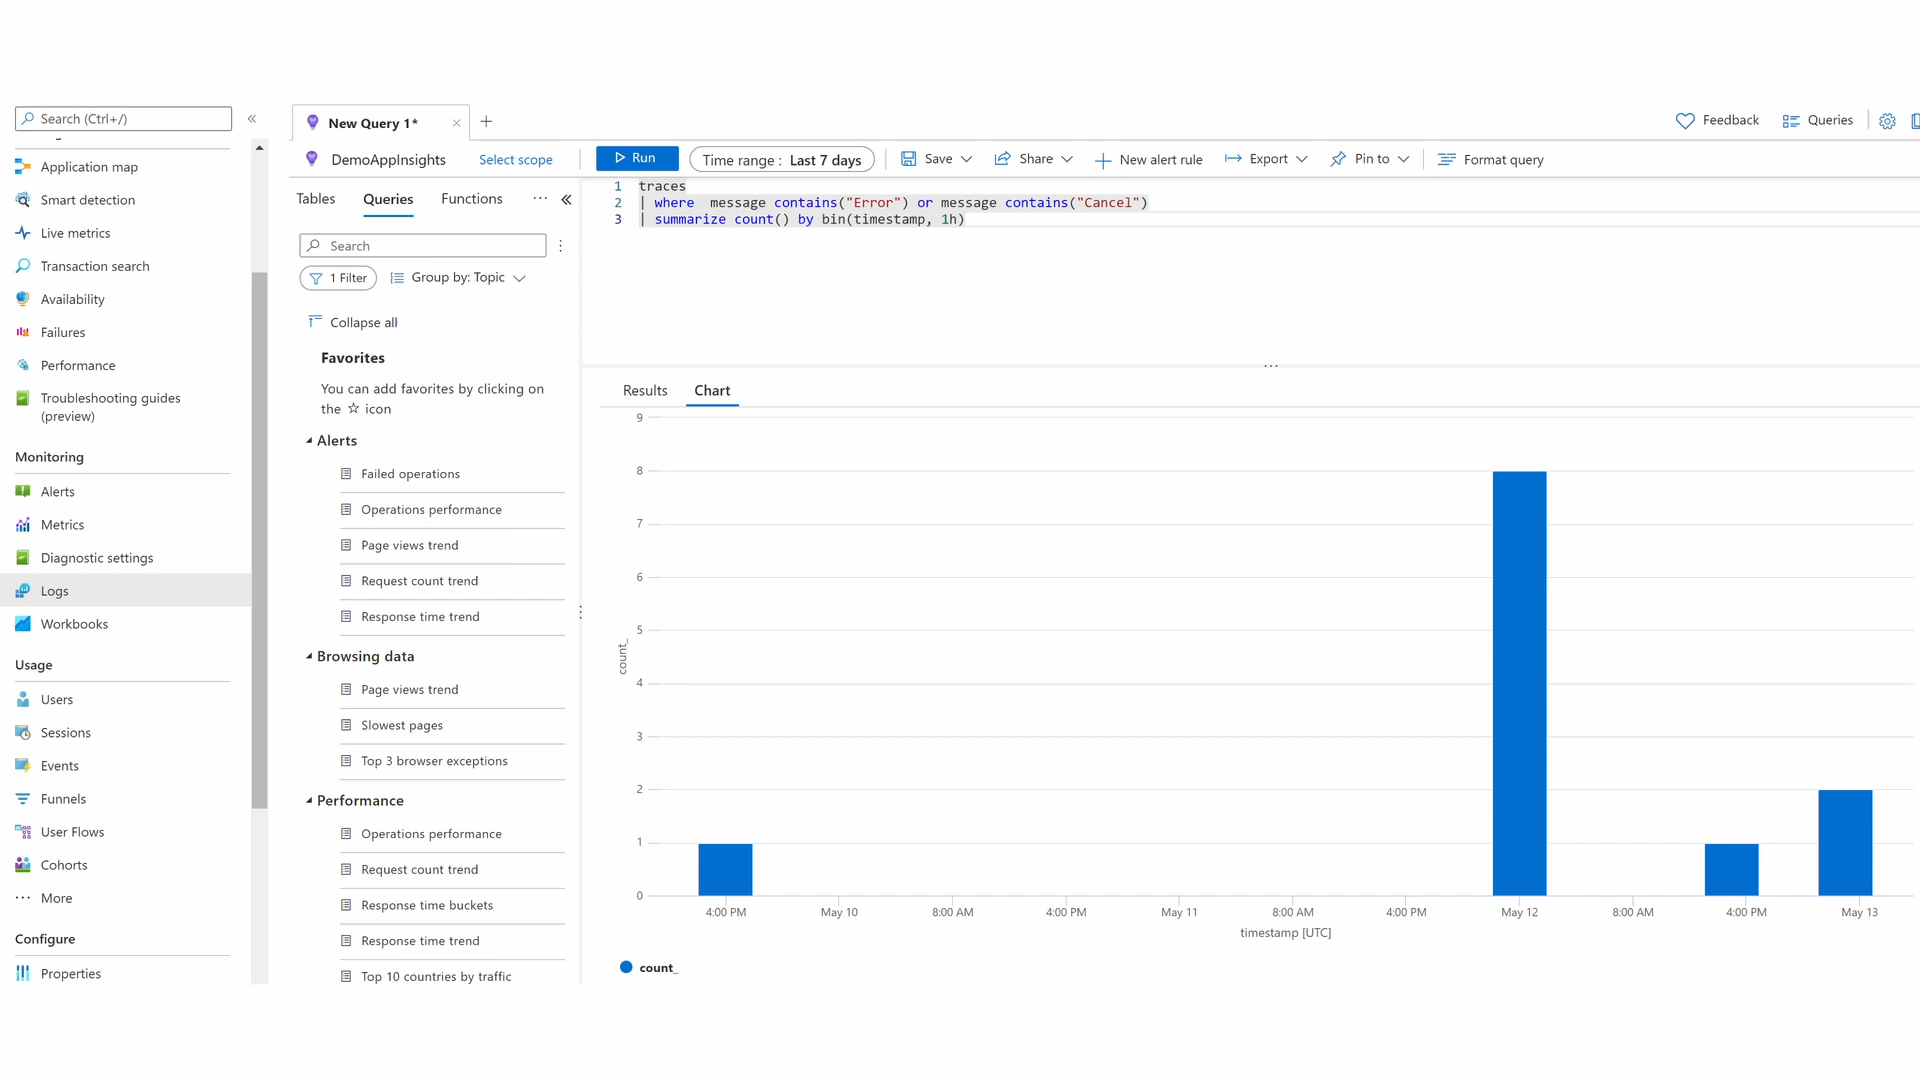 Search (Ctrl+/)
«
Application map
Smart detection
Live metrics
Transaction search
Availability
Failures
Performance
Troubleshooting guides
(preview)
Monitoring
Alerts
Metrics
Diagnostic settings
Logs
Workbooks
Usage
Users
Sessions
Events
Funnels
User Flows
Cohorts
More
Configure
Properties
New Query 1*
Feedback
Queries
DemoAppInsights
Select scope
Run
Time range : Last 7 days
Save
Share
New alert rule
Export
Pin to
Format query
Tables
Queries
Functions
«
Search
1 Filter
Group by: Topic
Collapse all
Favorites
You can add favorites by clicking on
the ☆ icon
Alerts
Failed operations
Operations performance
Page views trend
Request count trend
Response time trend
Browsing data
Page views trend
Slowest pages
Top 3 browser exceptions
Performance
Operations performance
Request count trend
Response time buckets
Response time trend
Top 10 countries by traffic
1 traces
2 | where  message contains("Error") or message contains("Cancel")
3 | summarize count() by bin(timestamp, 1h)
Results
Chart
9
8
7
6
5
4
3
2
1
0
count_
4:00 PM
May 10
8:00 AM
4:00 PM
May 11
8:00 AM
4:00 PM
May 12
8:00 AM
4:00 PM
May 13
timestamp [UTC]
count_